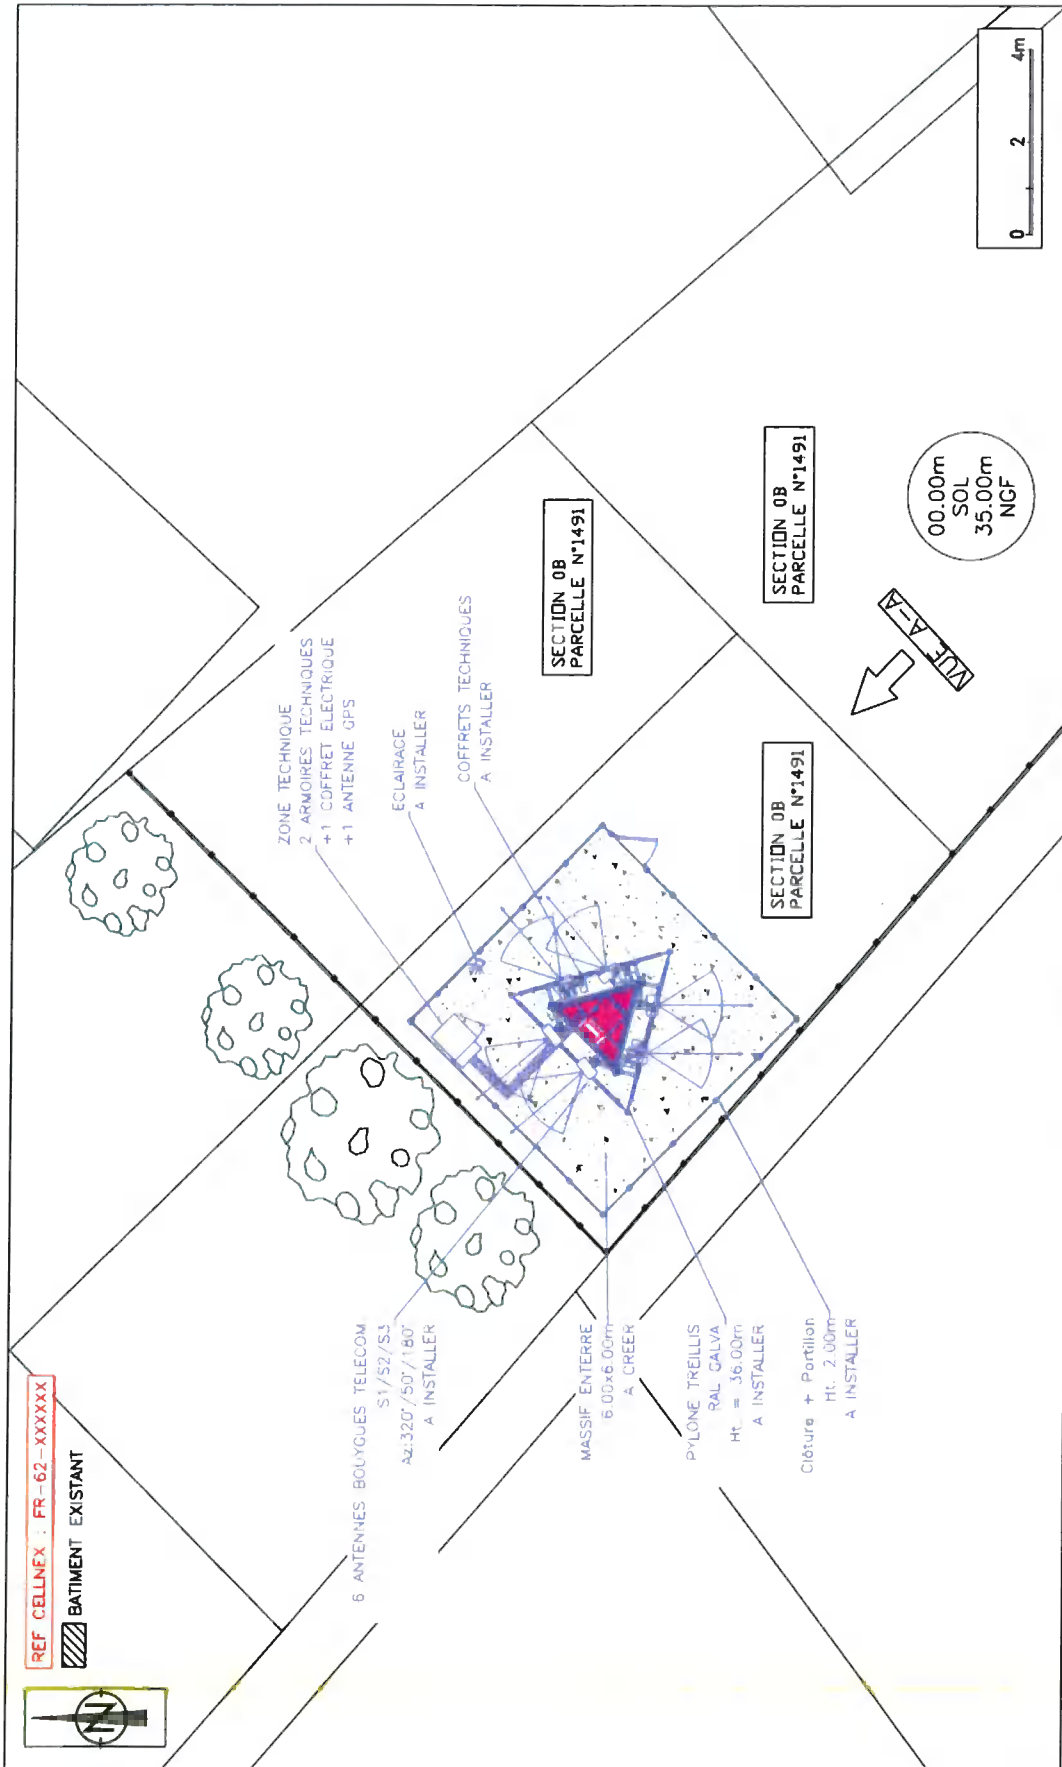 REF CELLNEX : FR-62-XXXXXX
BATIMENT EXISTANT
N
6 ANTENNES BOUYGUES TELECOM
S1/S2/S3
Az:320°/50°/180°
A INSTALLER
MASSIF ENTERRE
6.00x6.00m
A CREER
PYLONE TREILLIS
RAL GALVA
Ht. = 36.00m
A INSTALLER
Clôture + Portillon
Ht. 2.00m
A INSTALLER
ZONE TECHNIQUE
2 ARMOIRES TECHNIQUES
+1 COFFRET ELECTRIQUE
+1 ANTENNE GPS
ECLAIRAGE
A INSTALLER
COFFRETS TECHNIQUES
A INSTALLER
SECTION 0B
PARCELLE N°1491
SECTION 0B
PARCELLE N°1491
SECTION 0B
PARCELLE N°1491
VUE A-A
00.00m
SOL
35.00m
NGF
0 2 4m